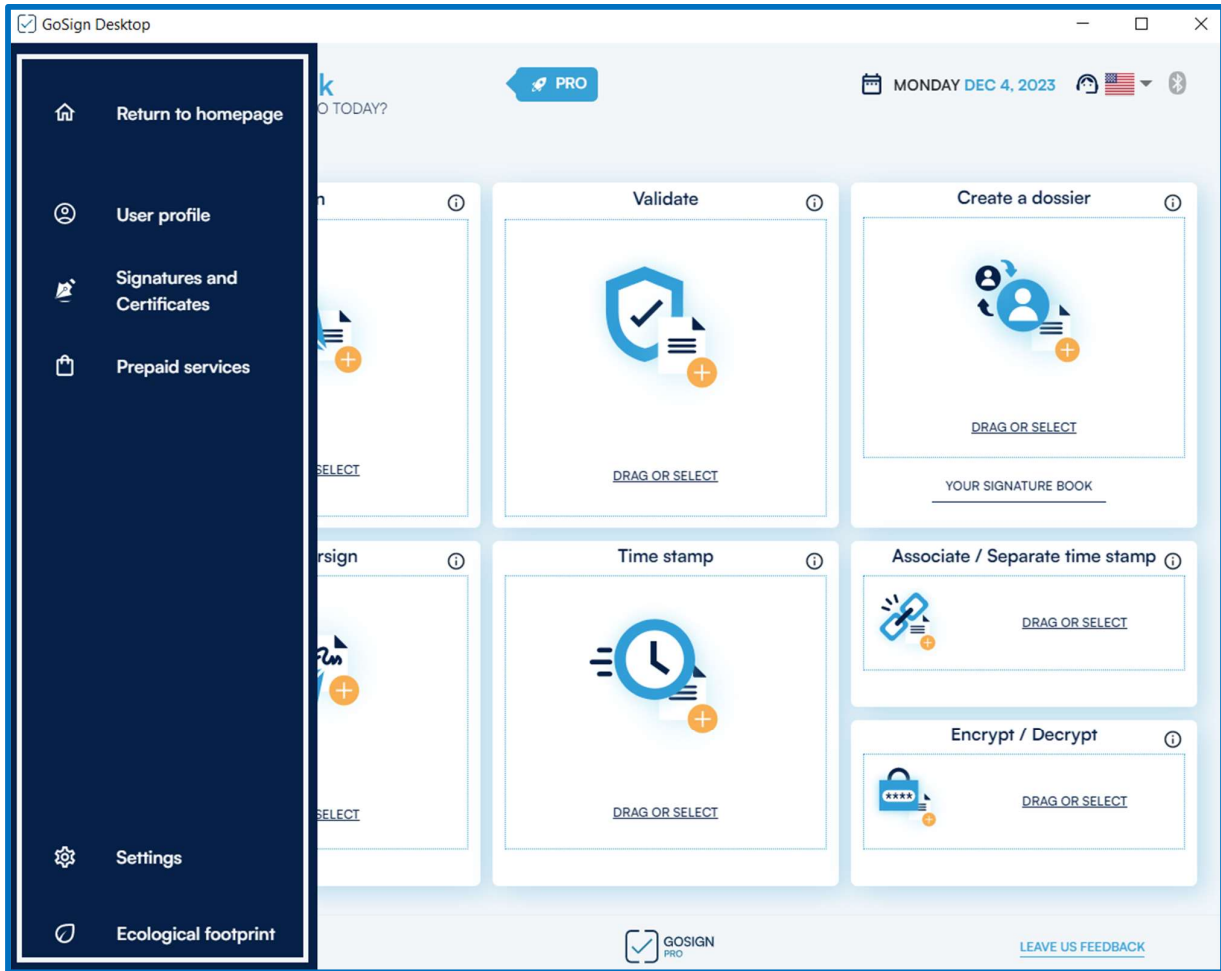 GoSign Desktop
Return to homepage
User profile
Signatures and
Certificates
Prepaid services
Settings
Ecological footprint
k
O TODAY?
PRO
MONDAY DEC 4, 2023
n
SELECT
Validate
DRAG OR SELECT
Create a dossier
DRAG OR SELECT
YOUR SIGNATURE BOOK
rsign
SELECT
Time stamp
DRAG OR SELECT
Associate / Separate time stamp
DRAG OR SELECT
Encrypt / Decrypt
****
DRAG OR SELECT
GOSIGN
PRO
LEAVE US FEEDBACK